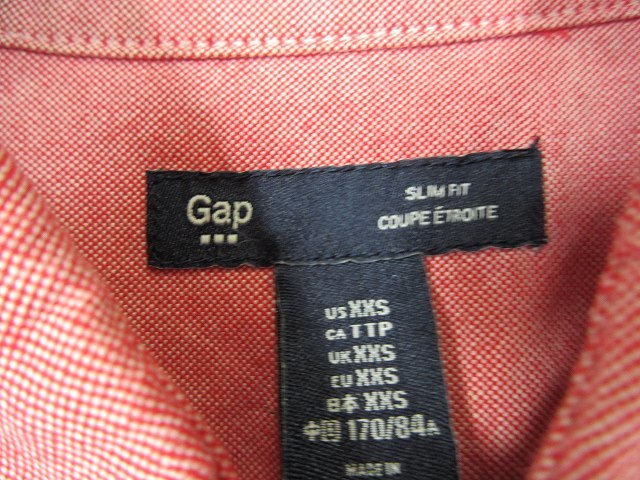 Gap
SLIM FIT
COUPE ÉTROITE
US XXS
CA TTP
UK XXS
EU XXS
日本 XXS
中国 170/84A
MADE IN